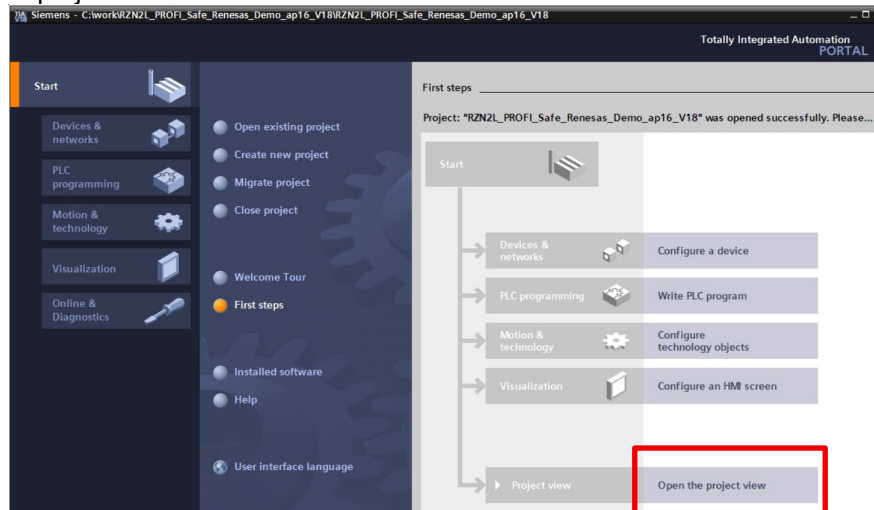 Siemens - C:\work\RZN2L_PROFI_Safe_Renesas_Demo_ap16_V18\RZN2L_PROFI_Safe_Renesas_Demo_ap16_V18
Totally Integrated Automation
PORTAL
Start
Devices &
networks
PLC
programming
Motion &
technology
Visualization
Online &
Diagnostics
Open existing project
Create new project
Migrate project
Close project
Welcome Tour
First steps
Installed software
Help
User interface language
First steps
Project: "RZN2L_PROFI_Safe_Renesas_Demo_ap16_V18" was opened successfully. Please...
Start
Devices &
networks
Configure a device
PLC programming
Write PLC program
Motion &
technology
Configure
technology objects
Visualization
Configure an HMI screen
Project view
Open the project view